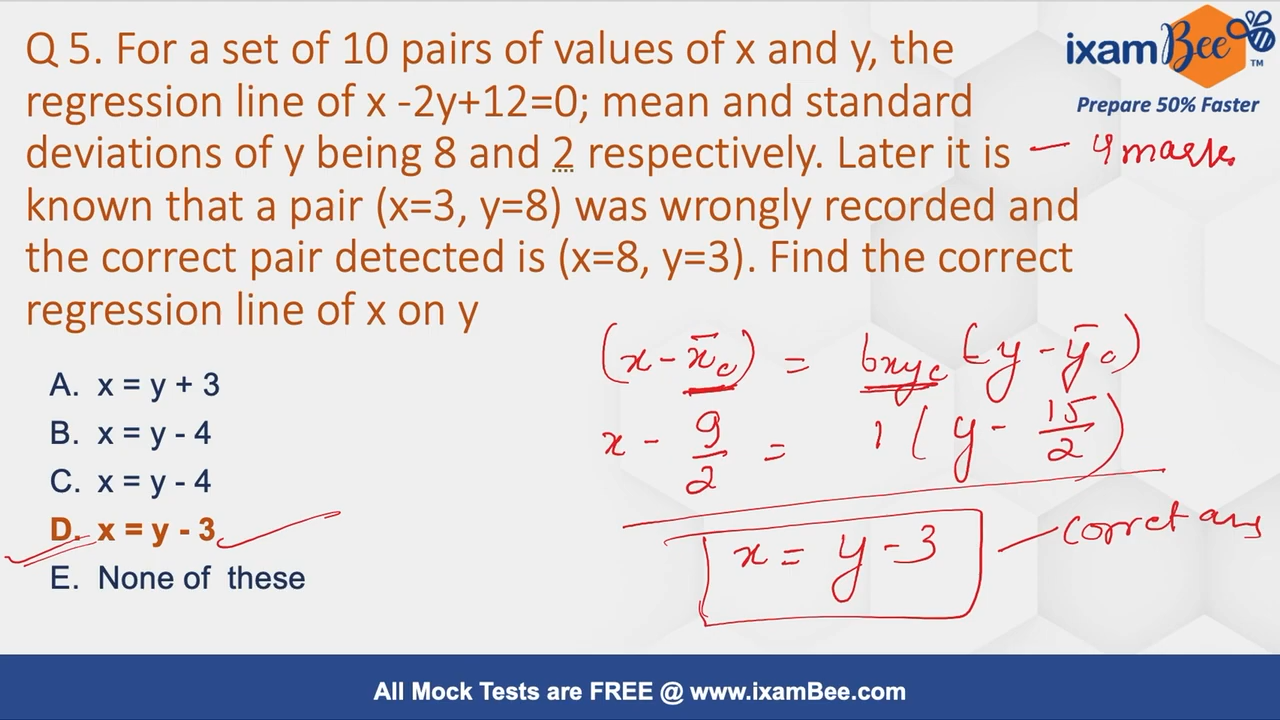 Q 5. For a set of 10 pairs of values of x and y, the
regression line of x -2y+12=0; mean and standard
deviations of y being 8 and 2 respectively. Later it is
known that a pair (x=3, y=8) was wrongly recorded and
the correct pair detected is (x=8, y=3). Find the correct
regression line of x on y
ixamBee TM
Prepare 50% Faster
– 4 marks
A. x = y + 3
B. x = y - 4
C. x = y - 4
D. x = y - 3
E. None of these
(x - x̄c) = bxyc (y - ȳc)
x - 9/2 = 1 ( y - 15/2 )
x = y - 3 – corret ans
All Mock Tests are FREE @ www.ixamBee.com